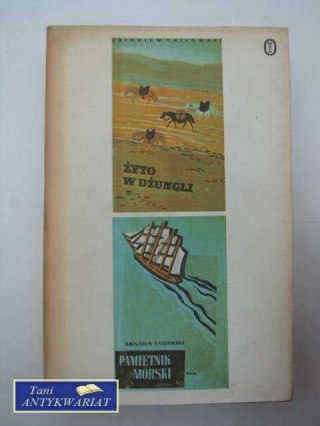 ZBIGNIEW UNIŁOWSKI
ŻYTO
W DŻUNGLI
ZBIGNIEW UNIŁOWSKI
PAMIĘTNIK
MORSKI
Tani
ANTYKWARIAT